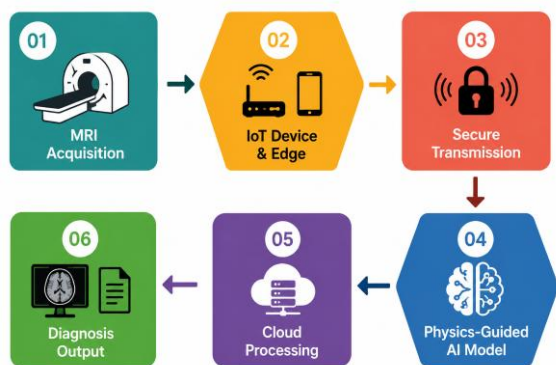 01
MRI
Acquisition
02
IoT Device
& Edge
03
Secure
Transmission
06
Diagnosis
Output
05
Cloud
Processing
04
Physics-Guided
AI Model